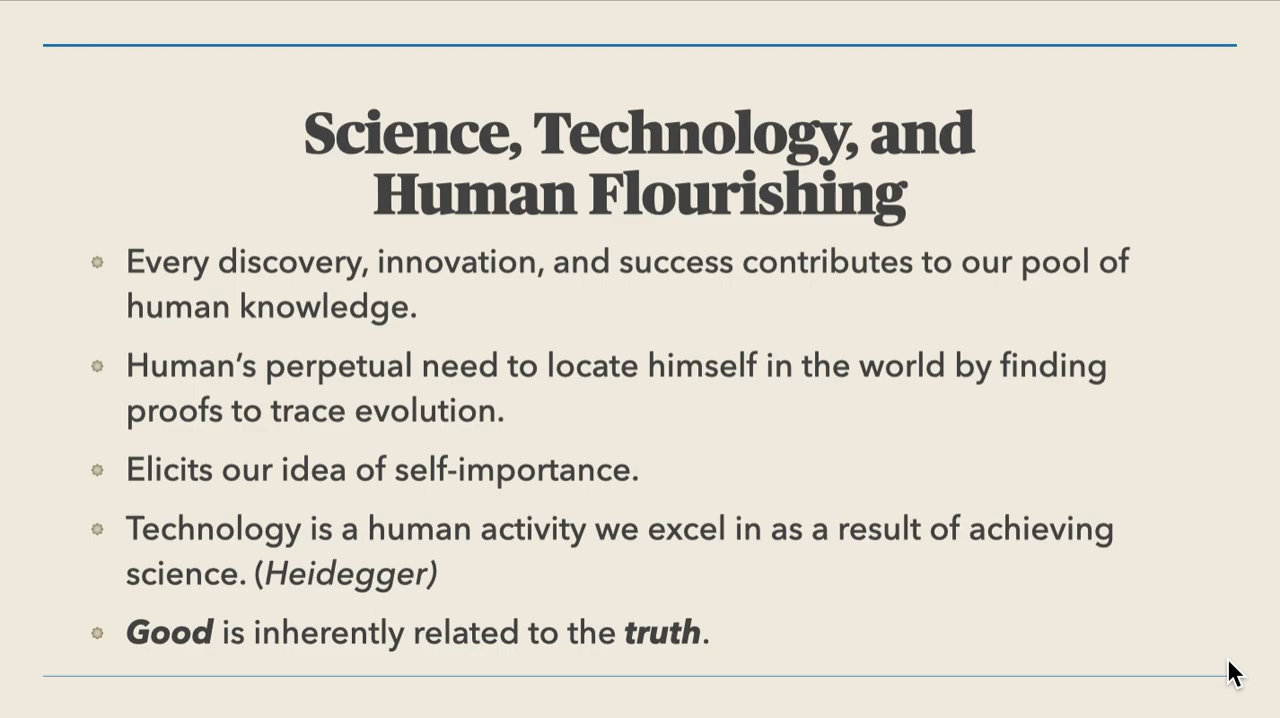 Science, Technology, and
Human Flourishing
Every discovery, innovation, and success contributes to our pool of
human knowledge.
Human’s perpetual need to locate himself in the world by finding
proofs to trace evolution.
Elicits our idea of self-importance.
Technology is a human activity we excel in as a result of achieving
science. (Heidegger)
Good is inherently related to the truth.